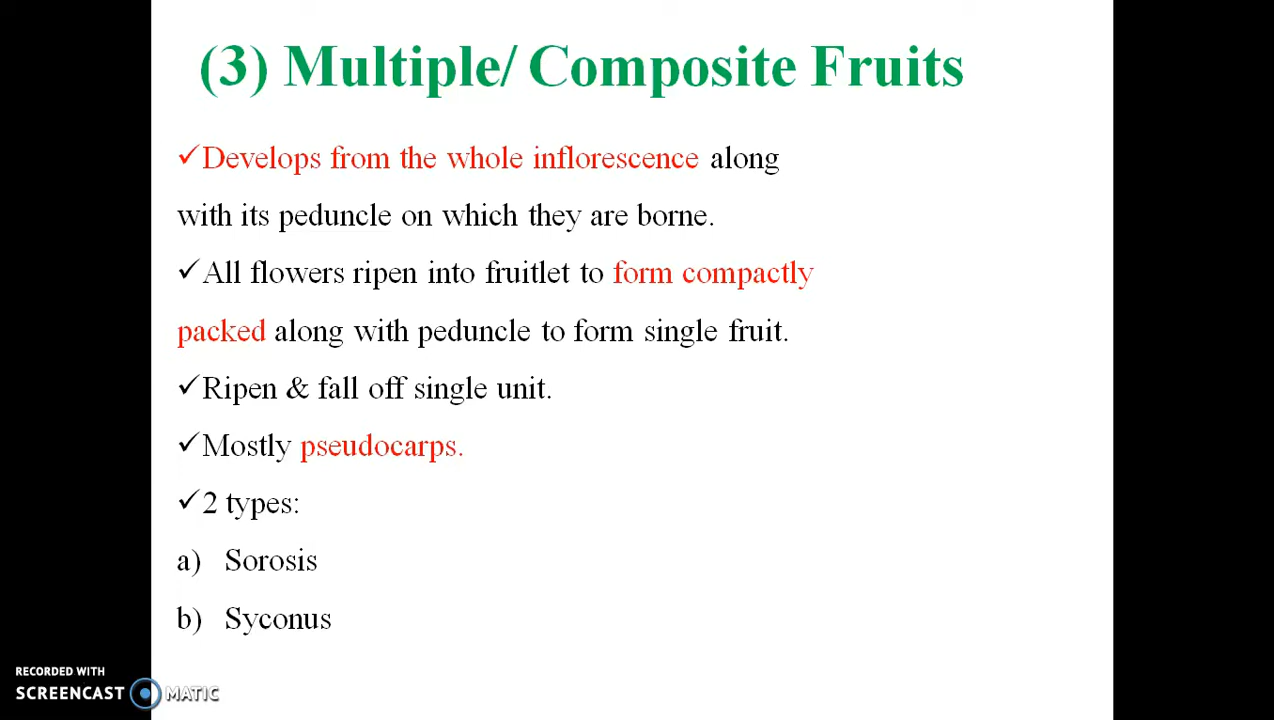 (3) Multiple/ Composite Fruits
✓Develops from the whole inflorescence along
with its peduncle on which they are borne.
✓All flowers ripen into fruitlet to form compactly
packed along with peduncle to form single fruit.
✓Ripen & fall off single unit.
✓Mostly pseudocarps.
✓2 types:
a) Sorosis
b) Syconus
RECORDED WITH
SCREENCAST MATIC